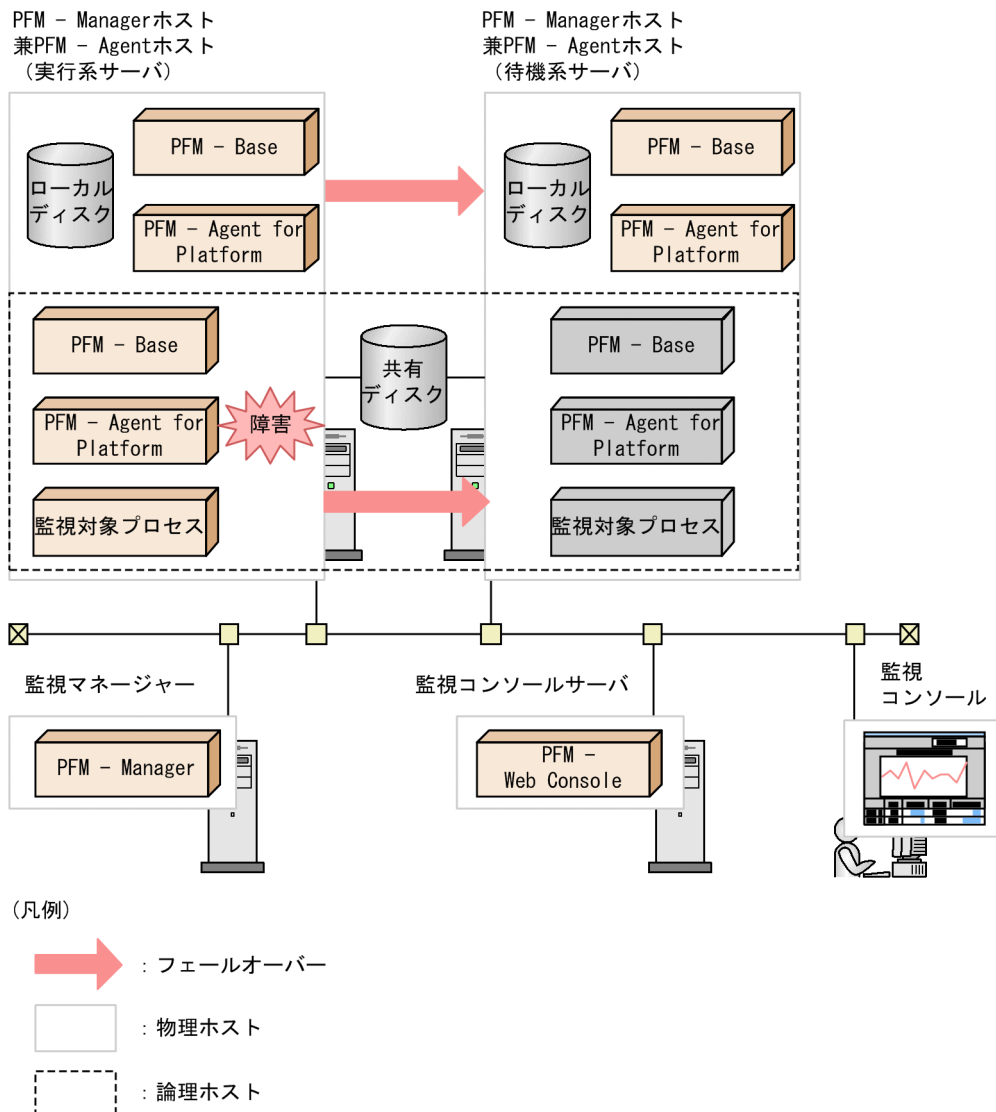 PFM - Managerホスト
兼PFM - Agentホスト
（実行系サーバ）
PFM - Managerホスト
兼PFM - Agentホスト
（待機系サーバ）
PFM - Base
ローカル
ディスク
PFM - Agent for
Platform
PFM - Base
ローカル
ディスク
PFM - Agent for
Platform
PFM - Base
共有
ディスク
PFM - Base
PFM - Agent for
Platform
障害
PFM - Agent for
Platform
監視対象プロセス
監視対象プロセス
監視マネージャー
監視コンソールサーバ
監視
コンソール
PFM - Manager
PFM -
Web Console
（凡例）
：フェールオーバー
：物理ホスト
：論理ホスト